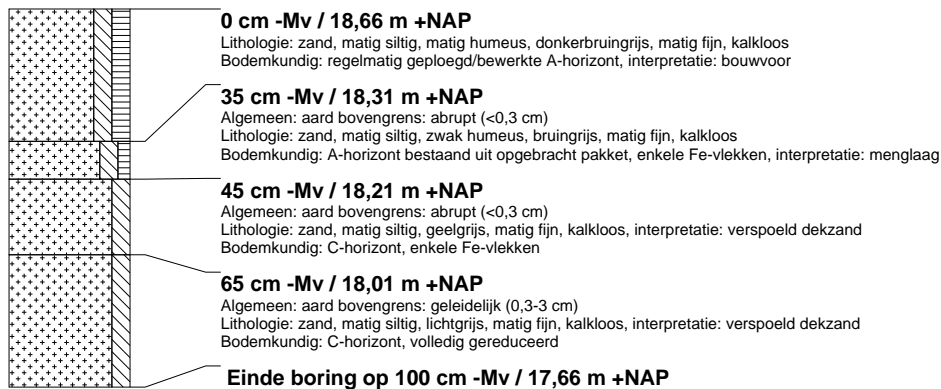 0 cm -Mv / 18,66 m +NAP
Lithologie: zand, matig siltig, matig humeus, donkerbruingrijs, matig fijn, kalkloos
Bodemkundig: regelmatig geploegd/bewerkte A-horizont, interpretatie: bouwvoor
35 cm -Mv / 18,31 m +NAP
Algemeen: aard bovengrens: abrupt (<0,3 cm)
Lithologie: zand, matig siltig, zwak humeus, bruingrijs, matig fijn, kalkloos
Bodemkundig: A-horizont bestaand uit opgebracht pakket, enkele Fe-vlekken, interpretatie: menglaag
45 cm -Mv / 18,21 m +NAP
Algemeen: aard bovengrens: abrupt (<0,3 cm)
Lithologie: zand, matig siltig, geelgrijs, matig fijn, kalkloos, interpretatie: verspoeld dekzand
Bodemkundig: C-horizont, enkele Fe-vlekken
65 cm -Mv / 18,01 m +NAP
Algemeen: aard bovengrens: geleidelijk (0,3-3 cm)
Lithologie: zand, matig siltig, lichtgrijs, matig fijn, kalkloos, interpretatie: verspoeld dekzand
Bodemkundig: C-horizont, volledig gereduceerd
Einde boring op 100 cm -Mv / 17,66 m +NAP